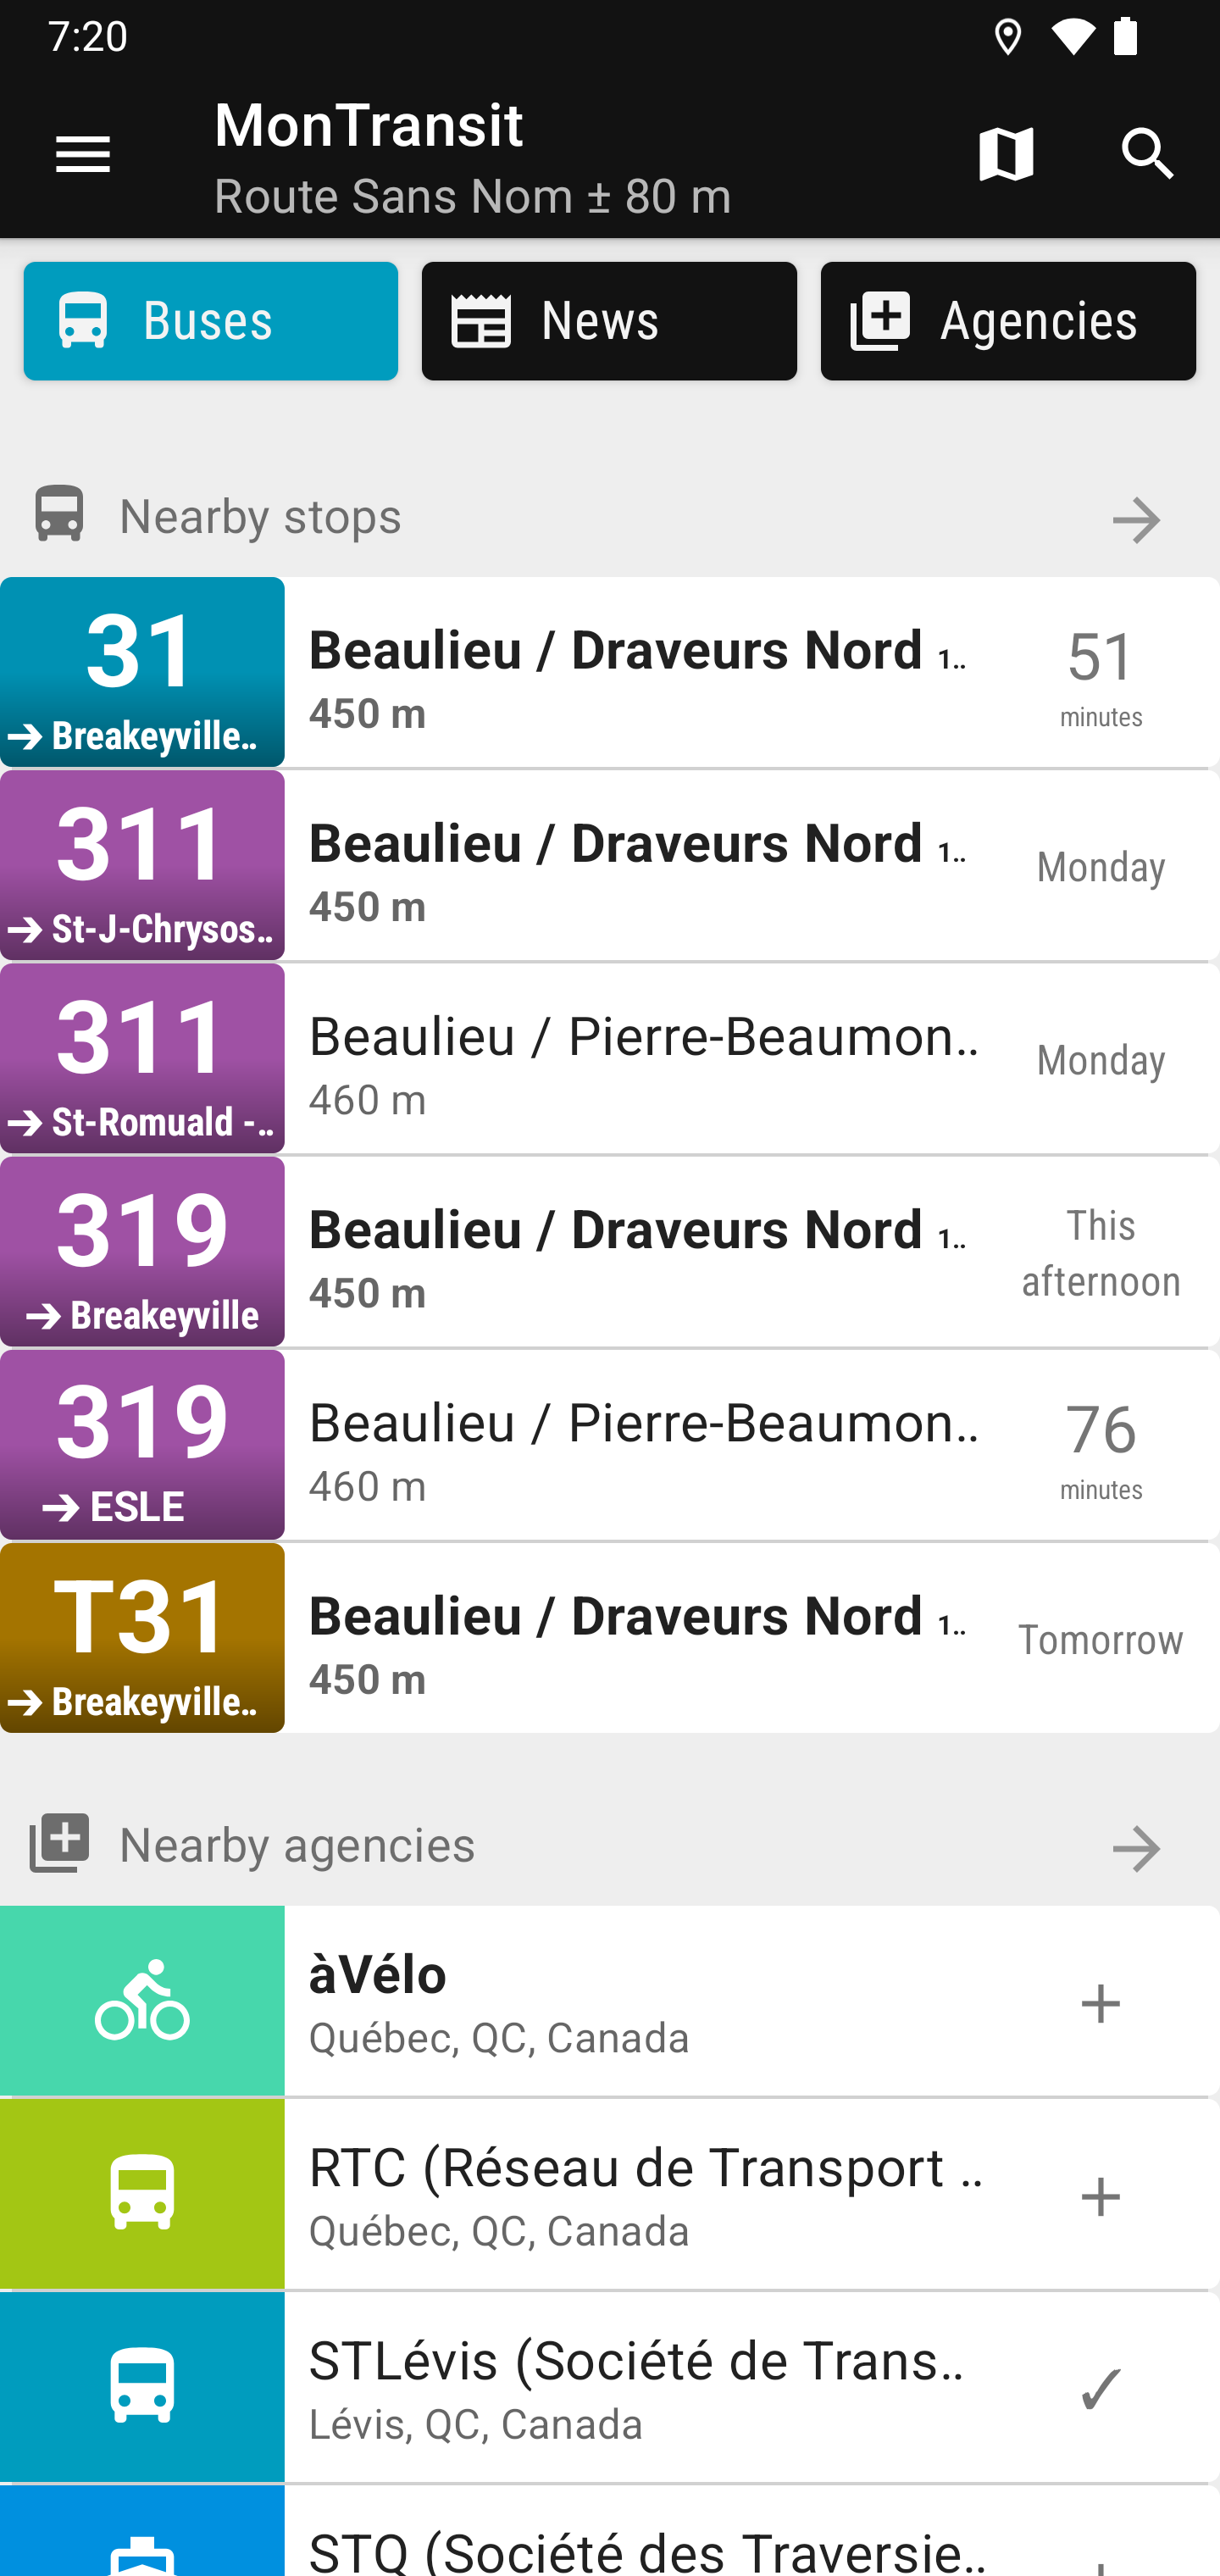 7:20
MonTransit
Route Sans Nom ± 80 m
Buses
News
Agencies
Nearby stops
31
→ Breakeyville..
Beaulieu / Draveurs Nord 1..
450 m
51
minutes
311
→ St-J-Chrysos..
Beaulieu / Draveurs Nord 1..
450 m
Monday
311
→ St-Romuald -..
Beaulieu / Pierre-Beaumon..
460 m
Monday
319
→ Breakeyville
Beaulieu / Draveurs Nord 1..
450 m
This
afternoon
319
→ ESLE
Beaulieu / Pierre-Beaumon..
460 m
76
minutes
T31
→ Breakeyville..
Beaulieu / Draveurs Nord 1..
450 m
Tomorrow
Nearby agencies
àVélo
Québec, QC, Canada
+
RTC (Réseau de Transport ..
Québec, QC, Canada
+
STLévis (Société de Trans..
Lévis, QC, Canada
✓
STQ (Société des Traversie..